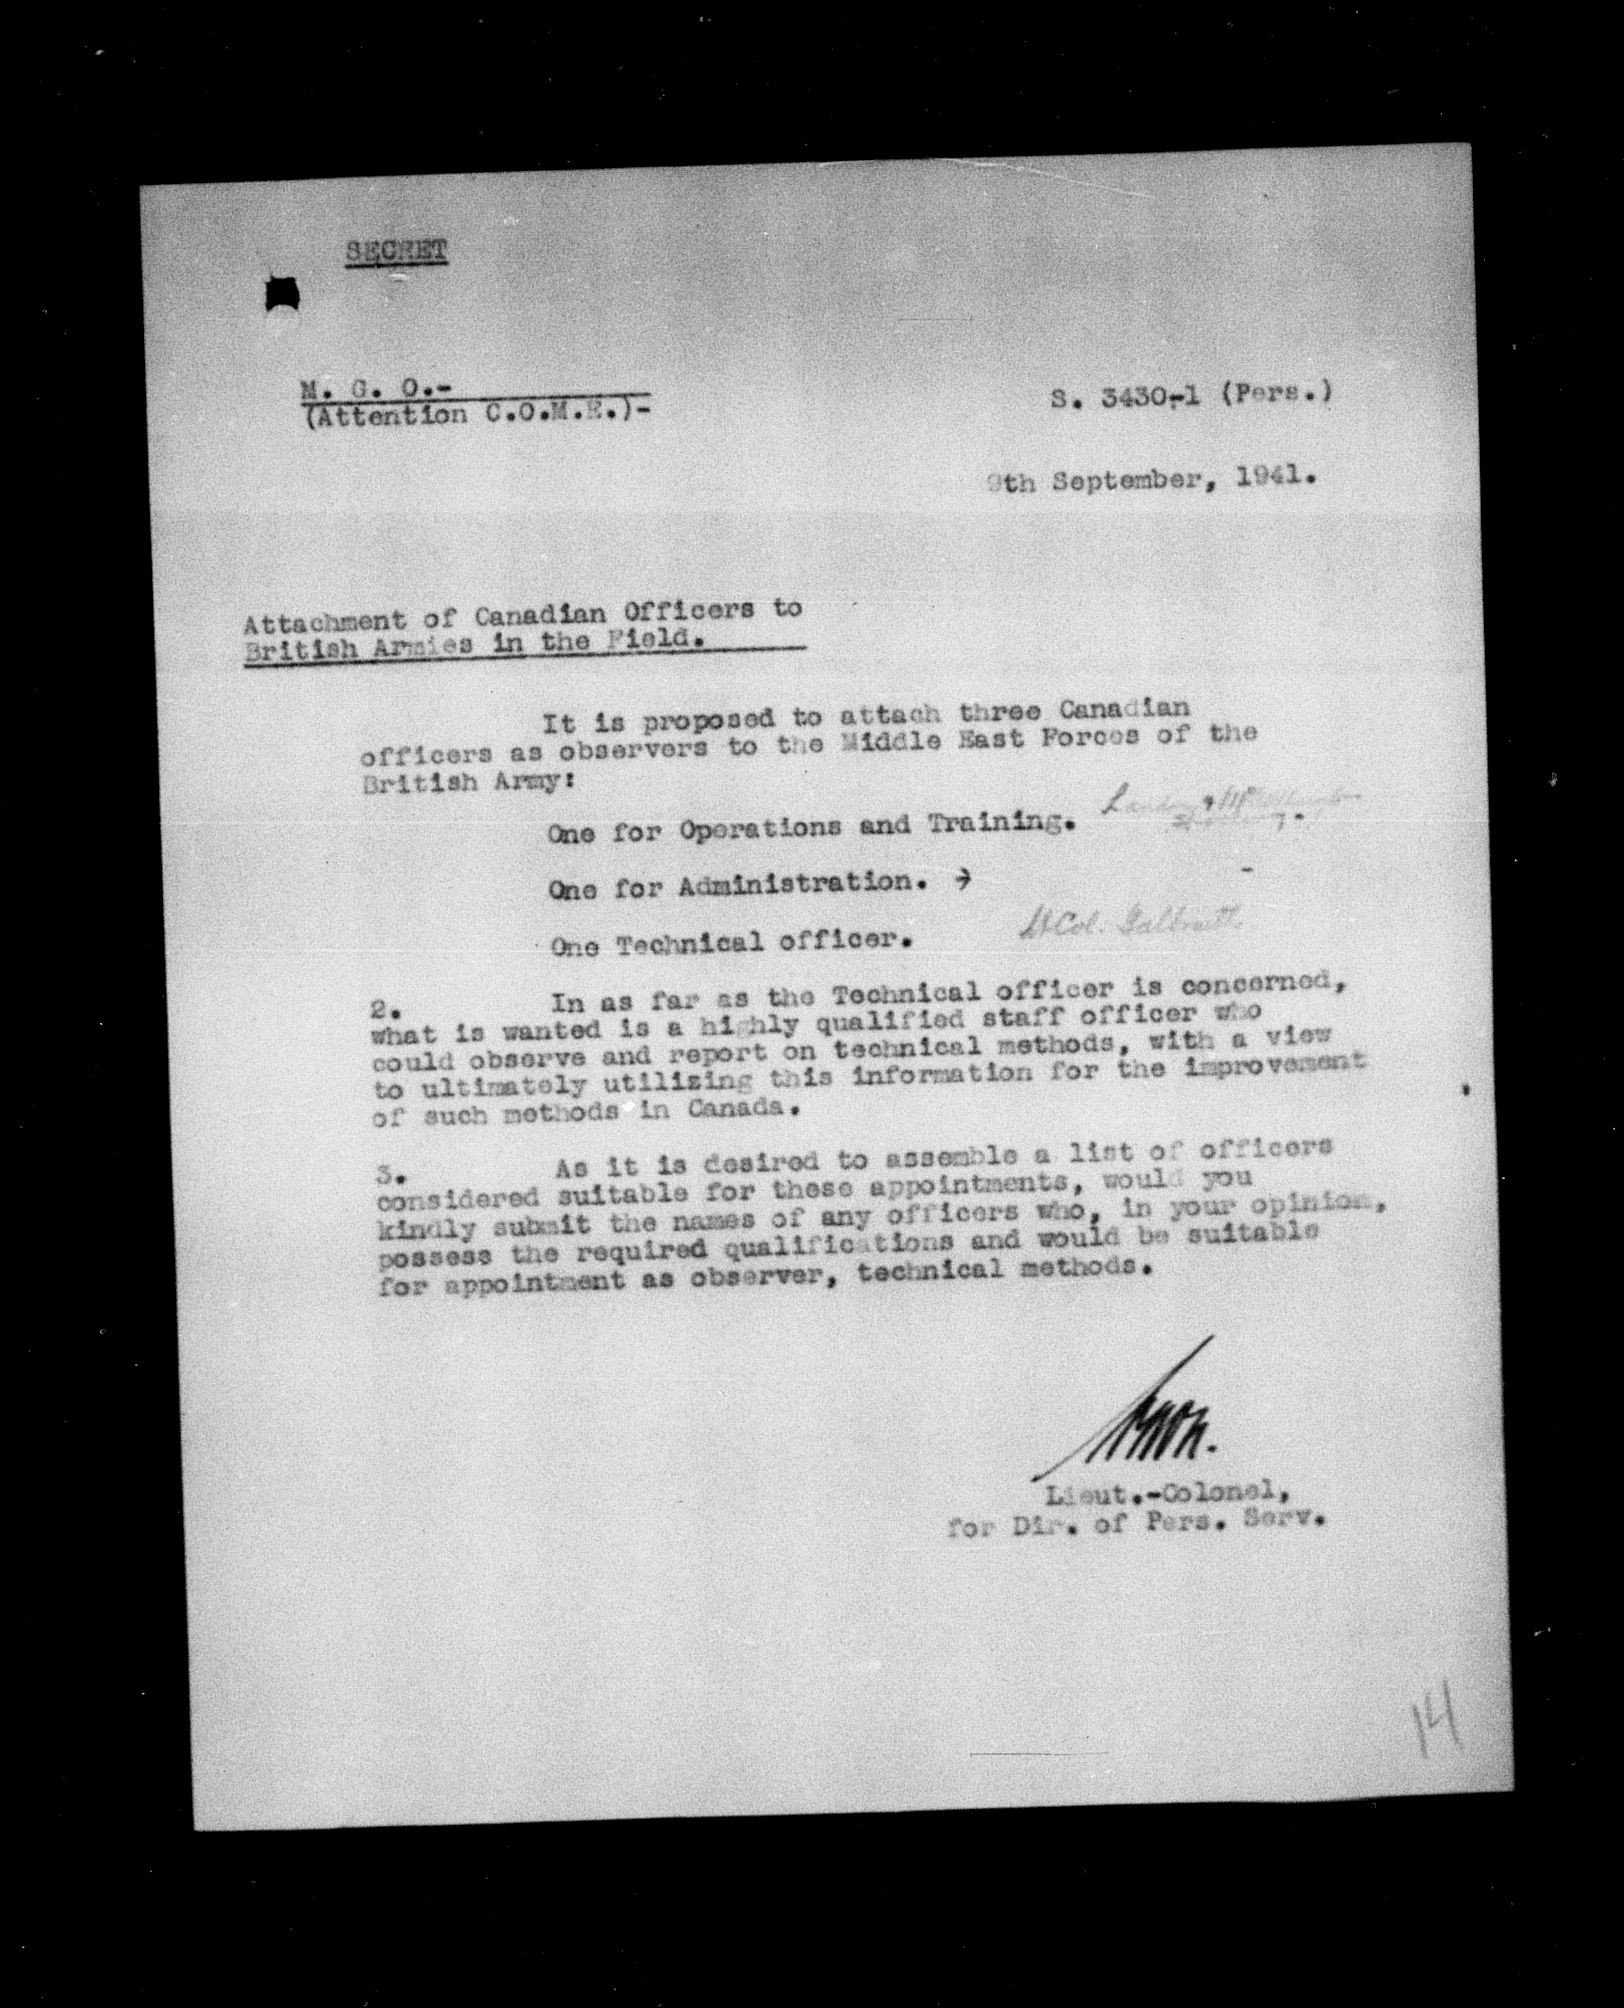 SECRET
M. G. O.-
(Attention C.O.M.E.)-
S. 3430-1 (Pers.)
9th September, 1941.
Attachment of Canadian Officers to
British Armies in the Field.
It is proposed to attach three Canadian
officers as observers to the Middle East Forces of the
British Army:
One for Operations and Training.
One for Administration. →
One Technical officer. Lt Col. Galbraith
2. In as far as the Technical officer is concerned,
what is wanted is a highly qualified staff officer who
could observe and report on technical methods, with a view
to ultimately utilizing this information for the improvement
of such methods in Canada.
3. As it is desired to assemble a list of officers
considered suitable for these appointments, would you
kindly submit the names of any officers who, in your opinion,
possess the required qualifications and would be suitable
for appointment as observer, technical methods.
Lieut.-Colonel,
for Dir. of Pers. Serv.
14